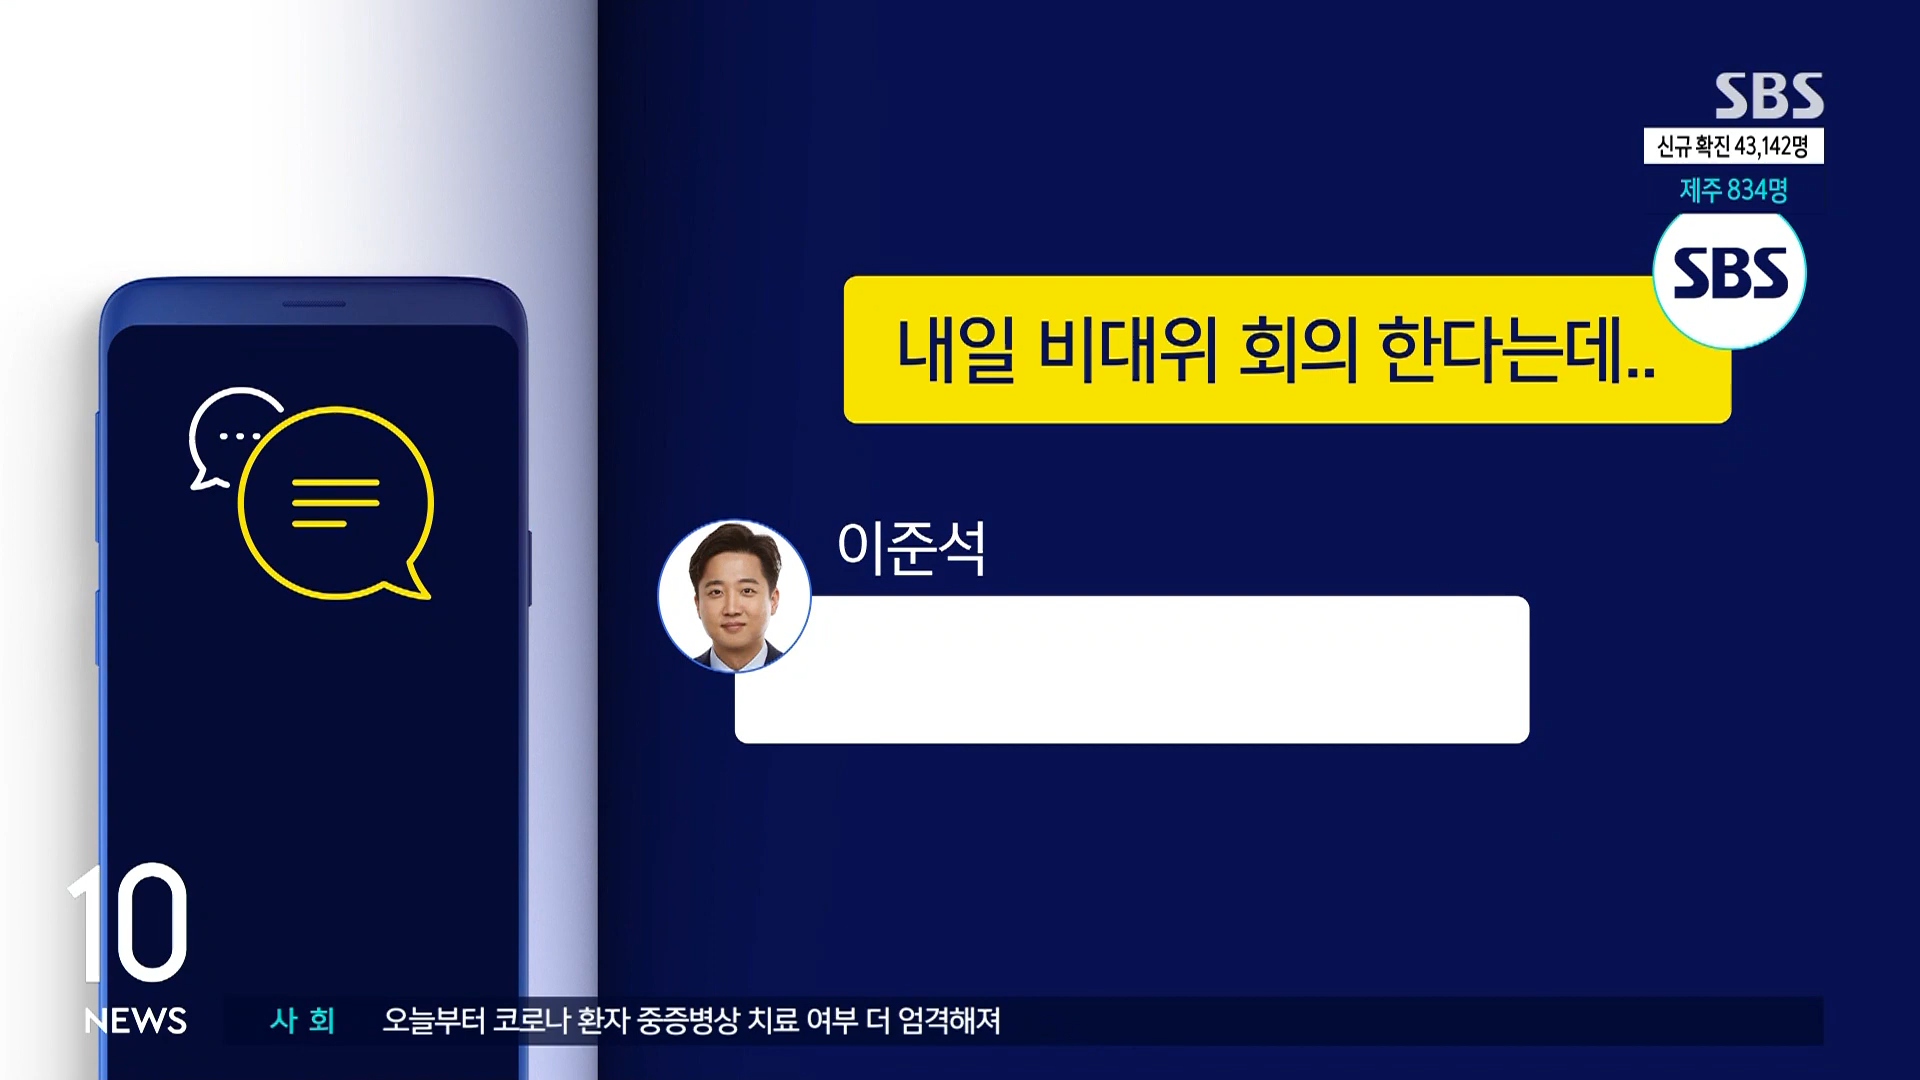 SBS
신규 확진 43,142명
제주 834명
SBS
내일 비대위 회의 한다는데..
이준석
10
NEWS
사 회 오늘부터 코로나 환자 중증병상 치료 여부 더 엄격해져